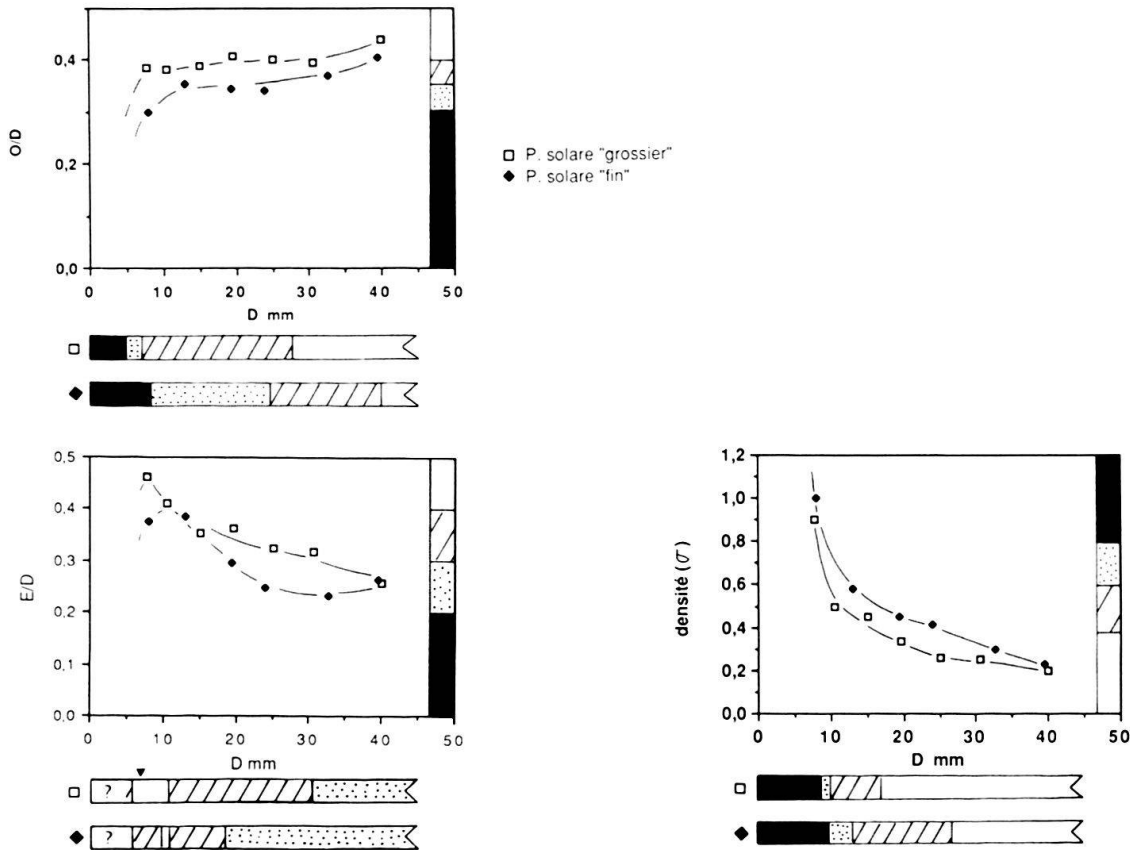 0,4
0,2
0,0
O/D
0 10 20 30 40 50
D mm
P. solare "grossier"
P. solare "fin"
0,5
0,4
0,3
0,2
0,1
0,0
E/D
0 10 20 30 40 50
D mm
?
?
1,2
1,0
0,8
0,6
0,4
0,2
0,0
densité (σ)
0 10 20 30 40 50
D mm